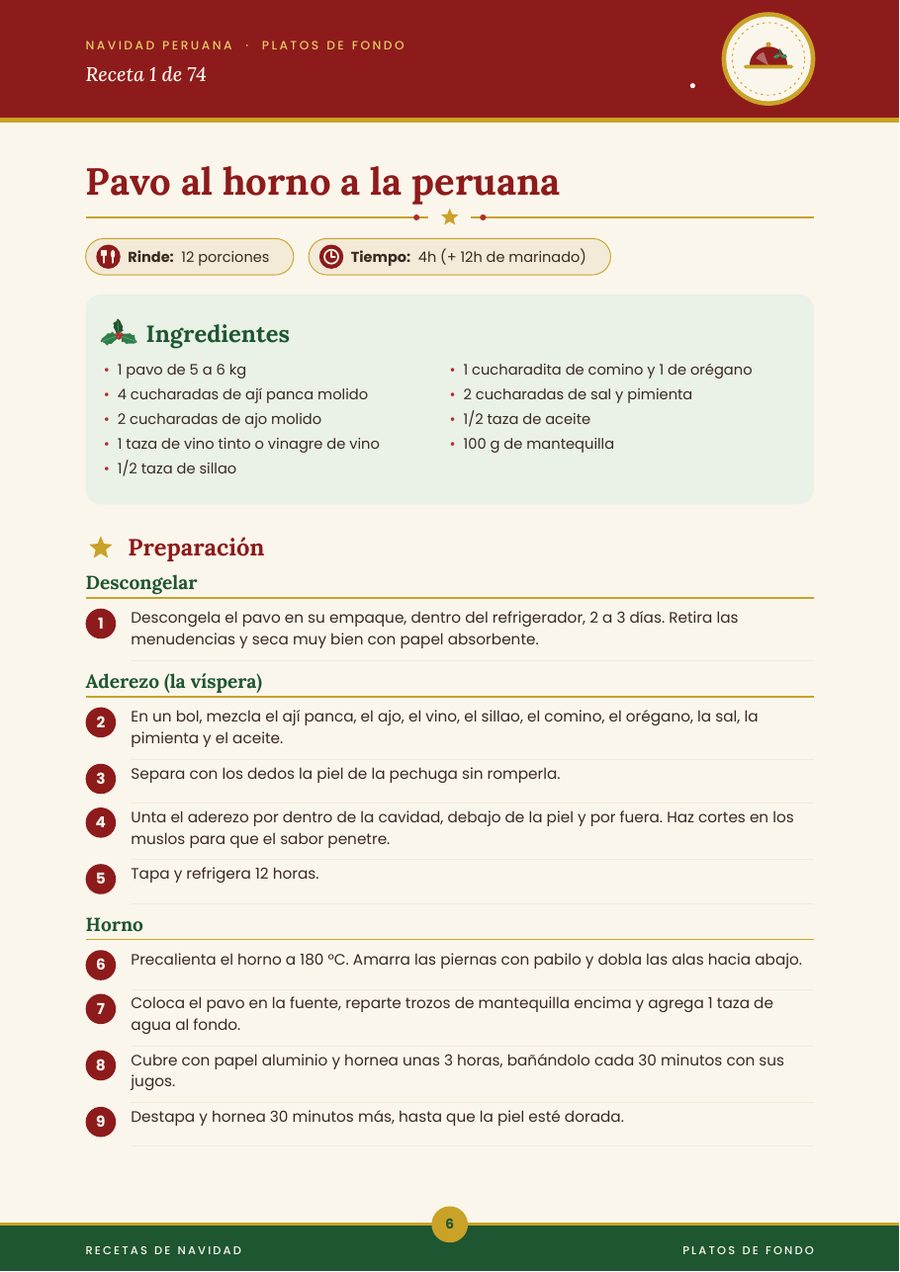 NAVIDAD PERUANA · PLATOS DE FONDO
Receta 1 de 74
Pavo al horno a la peruana
Rinde: 12 porciones
Tiempo: 4h (+ 12h de marinado)
Ingredientes
• 1 pavo de 5 a 6 kg
• 4 cucharadas de ají panca molido
• 2 cucharadas de ajo molido
• 1 taza de vino tinto o vinagre de vino
• 1/2 taza de sillao
• 1 cucharadita de comino y 1 de orégano
• 2 cucharadas de sal y pimienta
• 1/2 taza de aceite
• 100 g de mantequilla
Preparación
Descongelar
1 Descongela el pavo en su empaque, dentro del refrigerador, 2 a 3 días. Retira las
menudencias y seca muy bien con papel absorbente.
Aderezo (la víspera)
2 En un bol, mezcla el ají panca, el ajo, el vino, el sillao, el comino, el orégano, la sal, la
pimienta y el aceite.
3 Separa con los dedos la piel de la pechuga sin romperla.
4 Unta el aderezo por dentro de la cavidad, debajo de la piel y por fuera. Haz cortes en los
muslos para que el sabor penetre.
5 Tapa y refrigera 12 horas.
Horno
6 Precalienta el horno a 180 °C. Amarra las piernas con pabilo y dobla las alas hacia abajo.
7 Coloca el pavo en la fuente, reparte trozos de mantequilla encima y agrega 1 taza de
agua al fondo.
8 Cubre con papel aluminio y hornea unas 3 horas, bañándolo cada 30 minutos con sus
jugos.
9 Destapa y hornea 30 minutos más, hasta que la piel esté dorada.
6
RECETAS DE NAVIDAD
PLATOS DE FONDO